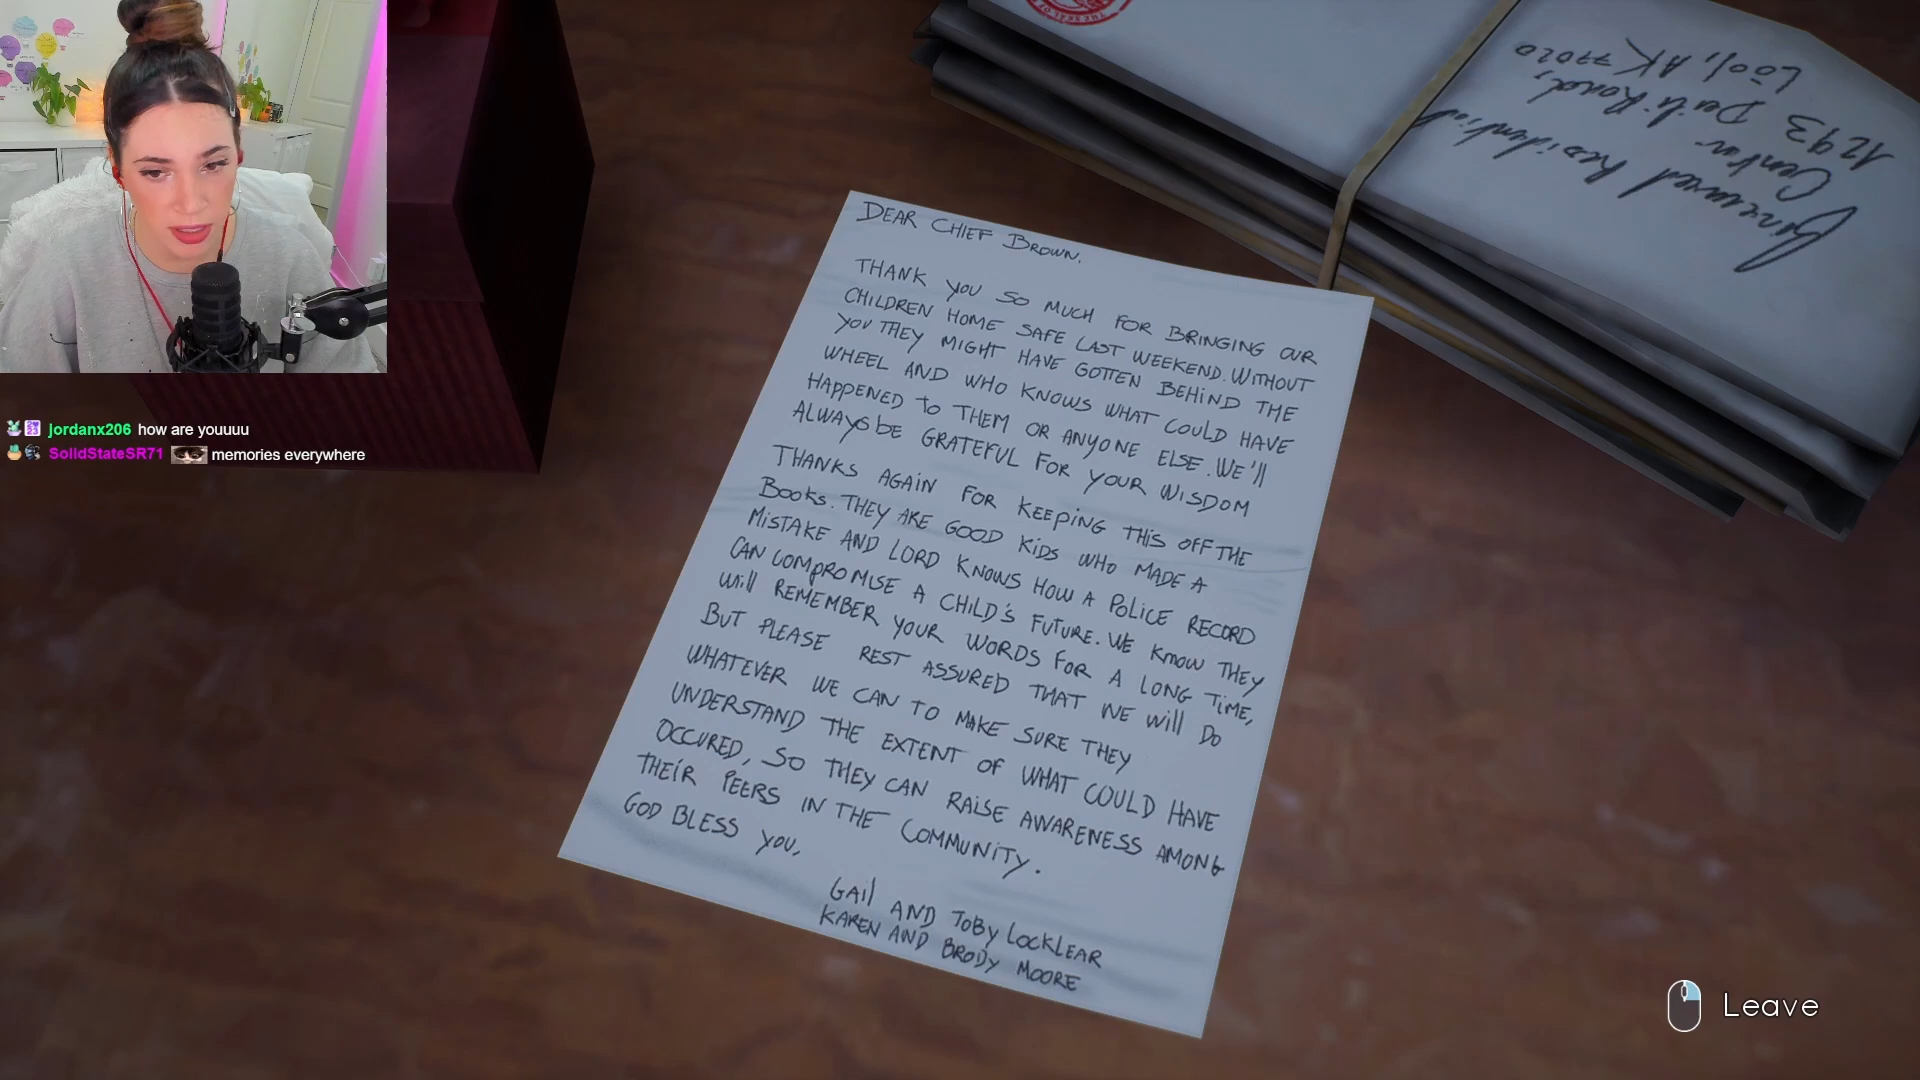 DEAR CHIEF BROWN.
THANK YOU SO MUCH FOR BRINGING OUR
CHILDREN HOME SAFE LAST WEEKEND. WITHOUT
YOU THEY MIGHT HAVE GOTTEN BEHIND THE
WHEEL AND WHO KNOWS WHAT COULD HAVE
HAPPENED TO THEM OR ANYONE ELSE. WE'll
ALWAYS BE GRATEFUL FOR YOUR WISDOM
THANKS AGAIN FOR KEEPING THIS OFF THE
BOOKS. THEY ARE GOOD KIDS WHO MADE A
MISTAKE AND LORD KNOWS HOW A POLICE RECORD
CAN COMPROMISE A CHILD'S FUTURE. WE KNOW THEY
Will REMEMBER YOUR WORDS FOR A LONG TIME,
BUT PLEASE REST ASSURED THAT WE Will DO
WHATEVER WE CAN TO MAKE SURE THEY
UNDERSTAND THE EXTENT OF WHAT COULD HAVE
OCCURED, SO THEY CAN RAISE AWARENESS AMONG
THEIR PEERS IN THE COMMUNITY.
GOD BLESS YOU,
GAIl AND TOBY LOCKLEAR
KAREN AND BRODY MOORE
Residential
Center
1293
AK 77020
jordanx206 how are youuuu
SolidStateSR71 memories everywhere
Leave